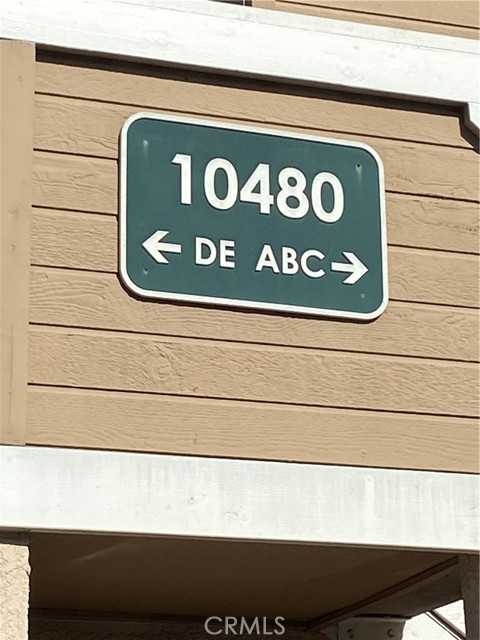 10480
← DE ABC →
CRMLS